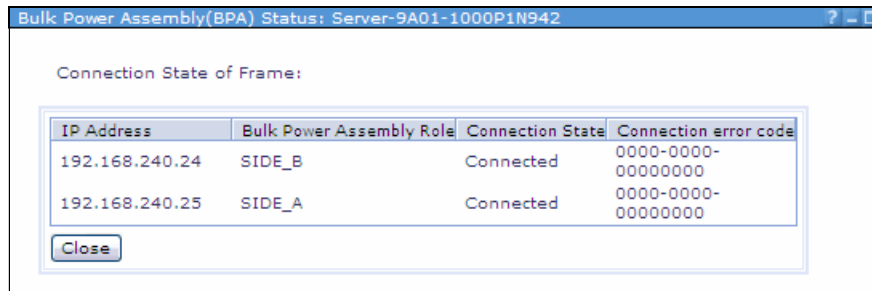 Bulk Power Assembly(BPA) Status: Server-9A01-1000P1N942 ?
Connection State of Frame:
IP Address Bulk Power Assembly Role Connection State Connection error code
192.168.240.24 SIDE_B Connected 0000-0000-
00000000
192.168.240.25 SIDE_A Connected 0000-0000-
00000000
Close